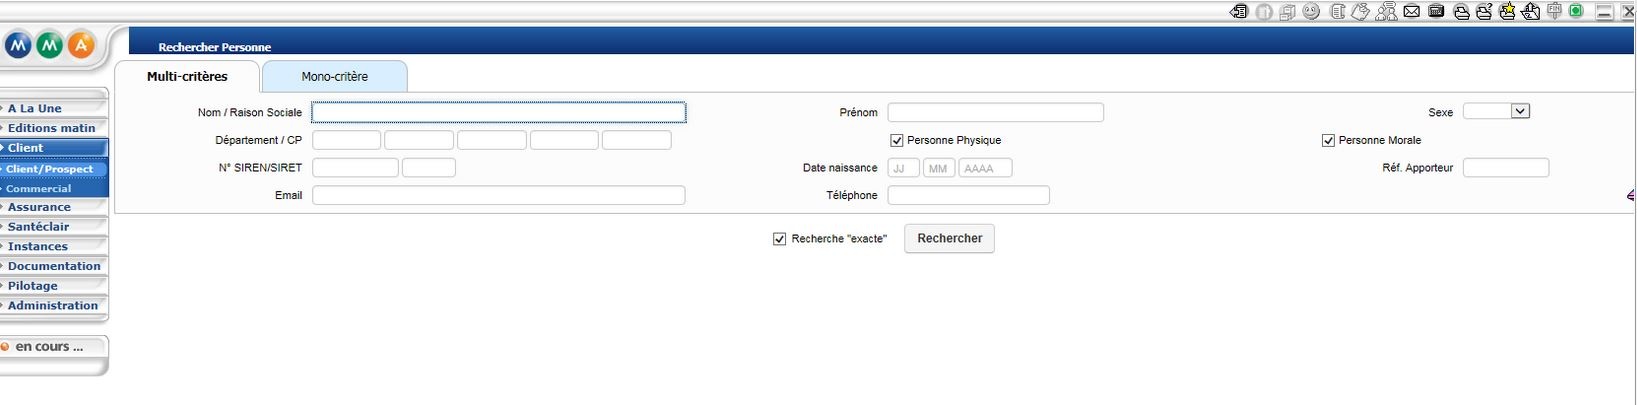 FIN
MMA
Rechercher Personne
Multi-critères
Mono-critère
A La Une
Editions matin
Client
Client/Prospect
Commercial
Assurance
Santéclair
Instances
Documentation
Pilotage
Administration
en cours ...
Nom / Raison Sociale
Prénom
Sexe
Département / CP
Personne Physique
Personne Morale
N° SIREN/SIRET
Date naissance JJ MM AAAA
Réf. Apporteur
Email
Téléphone
Recherche "exacte"
Rechercher